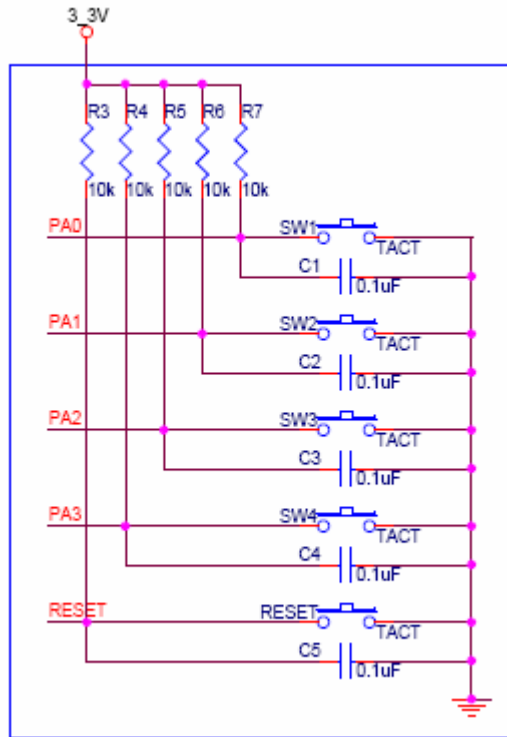 3_3V
R3 R4 R5 R6 R7
10k 10k 10k 10k 10k
PA0 SW1 TACT
C1 0.1uF
PA1 SW2 TACT
C2 0.1uF
PA2 SW3 TACT
C3 0.1uF
PA3 SW4 TACT
C4 0.1uF
RESET RESET TACT
C5 0.1uF